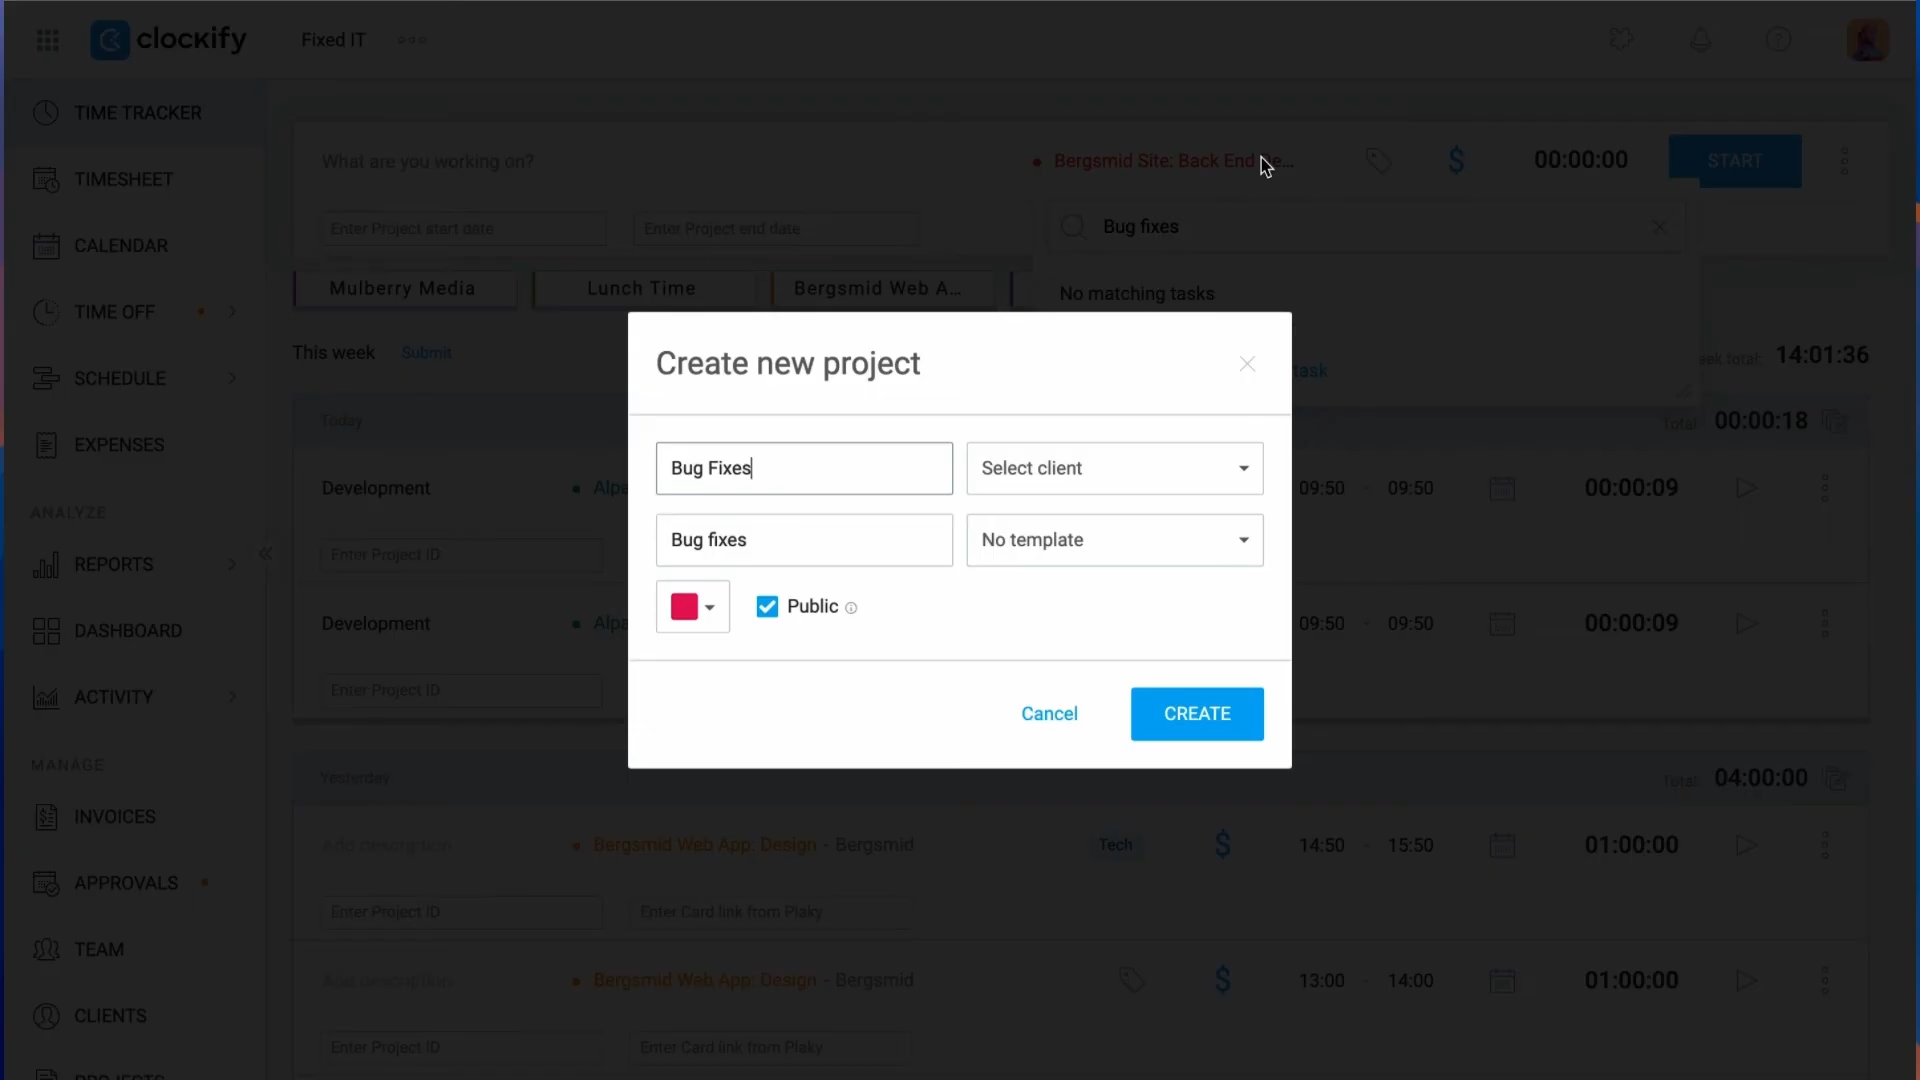 clockify
Fixed IT
TIME TRACKER
TIMESHEET
CALENDAR
TIME OFF
SCHEDULE
EXPENSES
ANALYZE
REPORTS
DASHBOARD
ACTIVITY
MANAGE
INVOICES
APPROVALS
TEAM
CLIENTS
PROJECTS
What are you working on?
Bergsmid Site: Back End De...
$
00:00:00
START
Enter Project start date
Enter Project end date
Bug fixes
Mulberry Media
Lunch Time
Bergsmid Web A...
No matching tasks
This week
Submit
task
eek total:
14:01:36
Today
Total:
00:00:18
Create new project
Bug Fixes
Select client
Bug fixes
No template
Public
Cancel
CREATE
Development
Alpa
09:50 - 09:50
00:00:09
Enter Project ID
Development
Alpa
09:50 - 09:50
00:00:09
Enter Project ID
Yesterday
Total:
04:00:00
Add description
Bergsmid Web App: Design - Bergsmid
Tech
$
14:50 - 15:50
01:00:00
Enter Project ID
Enter Card link from Plaky
Add description
Bergsmid Web App: Design - Bergsmid
$
13:00 - 14:00
01:00:00
Enter Project ID
Enter Card link from Plaky